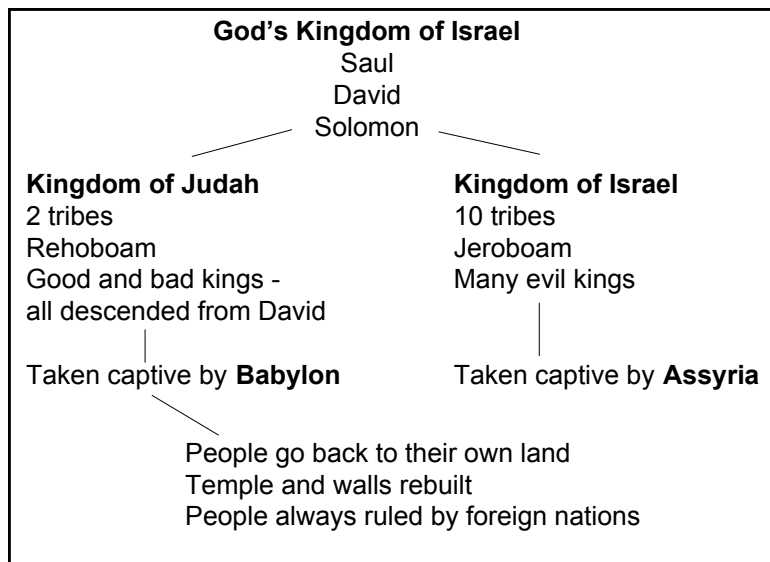 God’s Kingdom of Israel
Saul
David
Solomon
Kingdom of Judah
2 tribes
Rehoboam
Good and bad kings -
all descended from David
Taken captive by Babylon
Kingdom of Israel
10 tribes
Jeroboam
Many evil kings
Taken captive by Assyria
People go back to their own land
Temple and walls rebuilt
People always ruled by foreign nations